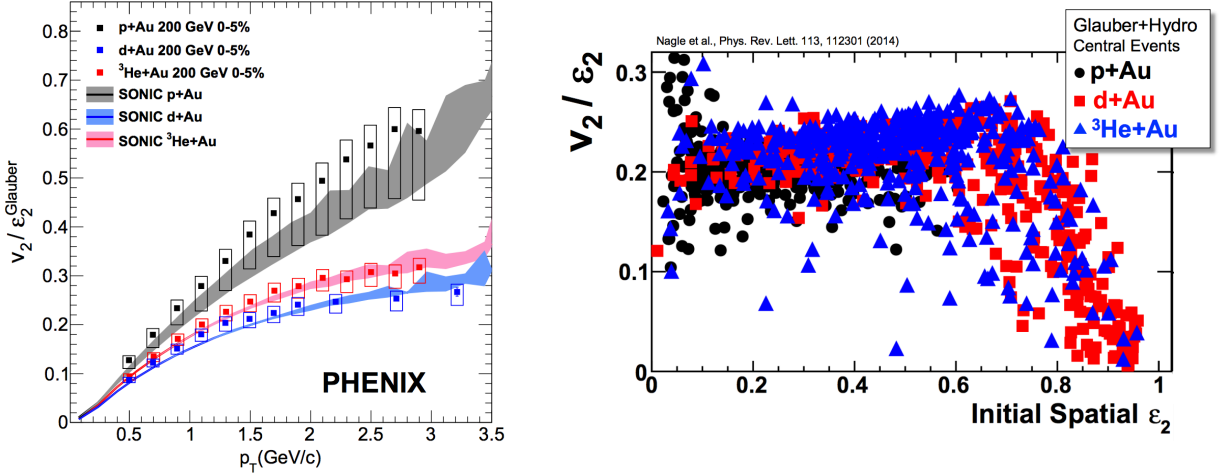 p+Au 200 GeV 0-5%
d+Au 200 GeV 0-5%
³He+Au 200 GeV 0-5%
SONIC p+Au
SONIC d+Au
SONIC ³He+Au
0.8
0.7
0.6
0.5
0.4
0.3
0.2
0.1
0
v₂/ ε₂^Glauber
PHENIX
0.5 1 1.5 2 2.5 3 3.5
p_T(GeV/c)
Nagle et al., Phys. Rev. Lett. 113, 112301 (2014)
Glauber+Hydro
Central Events
p+Au
d+Au
³He+Au
v₂ / ε₂
0.3
0.2
0.1
0
0 0.2 0.4 0.6 0.8 1
Initial Spatial ε₂